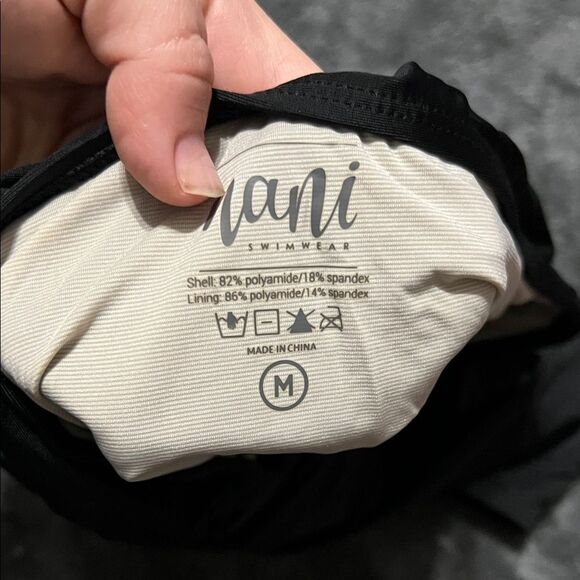 nani
SWIMWEAR
Shell: 82% polyamide/18% spandex
Lining: 86% polyamide/14% spandex
MADE IN CHINA
M